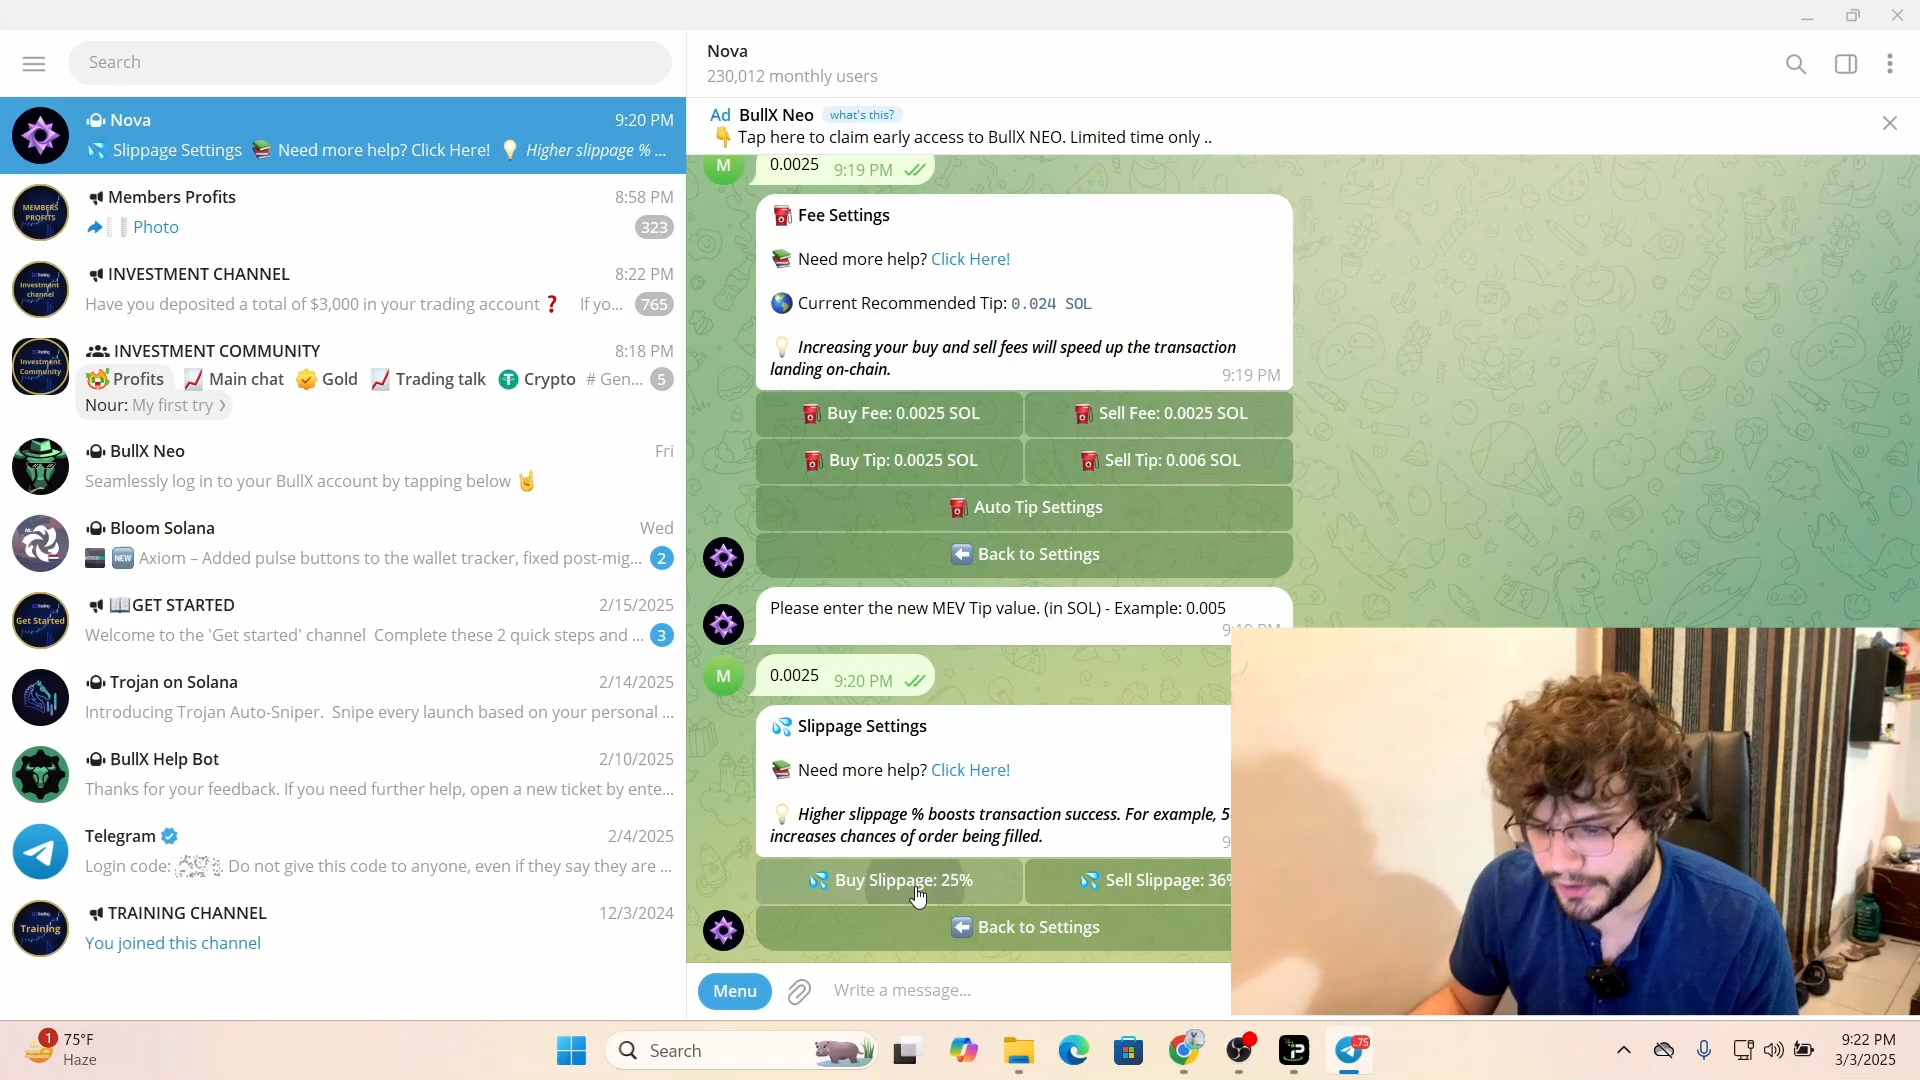 Search
Nova
9:20 PM
Slippage Settings Need more help? Click Here! Higher slippage % ...
Members Profits
8:58 PM
Photo
323
INVESTMENT CHANNEL
8:22 PM
Have you deposited a total of $3,000 in your trading account ❓ If yo...
765
INVESTMENT COMMUNITY
8:18 PM
Profits Main chat Gold Trading talk Crypto # Gen...
5
Nour: My first try >
BullX Neo
Fri
Seamlessly log in to your BullX account by tapping below
Bloom Solana
Wed
NEW Axiom – Added pulse buttons to the wallet tracker, fixed post-mig...
2
GET STARTED
2/15/2025
Welcome to the 'Get started' channel Complete these 2 quick steps and ...
3
Trojan on Solana
2/14/2025
Introducing Trojan Auto-Sniper. Snipe every launch based on your personal ...
BullX Help Bot
2/10/2025
Thanks for your feedback. If you need further help, open a new ticket by ente...
Telegram
2/4/2025
Login code: . Do not give this code to anyone, even if they say they are ...
TRAINING CHANNEL
12/3/2024
You joined this channel
MEMBERS
PROFITS
Investment
channel
Investment
Community
Get Started
Training
Nova
230,012 monthly users
Ad BullX Neo what's this?
Tap here to claim early access to BullX NEO. Limited time only ..
M
0.0025 9:19 PM
Fee Settings
Need more help? Click Here!
Current Recommended Tip: 0.024 SOL
Increasing your buy and sell fees will speed up the transaction
landing on-chain.
9:19 PM
Buy Fee: 0.0025 SOL
Sell Fee: 0.0025 SOL
Buy Tip: 0.0025 SOL
Sell Tip: 0.006 SOL
Auto Tip Settings
Back to Settings
Please enter the new MEV Tip value. (in SOL) - Example: 0.005
M
0.0025 9:20 PM
Slippage Settings
Need more help? Click Here!
Higher slippage % boosts transaction success. For example, 5
increases chances of order being filled.
9
Buy Slippage: 25%
Sell Slippage: 36%
Back to Settings
Menu
Write a message...
1
75°F
Haze
Search
75
9:22 PM
3/3/2025